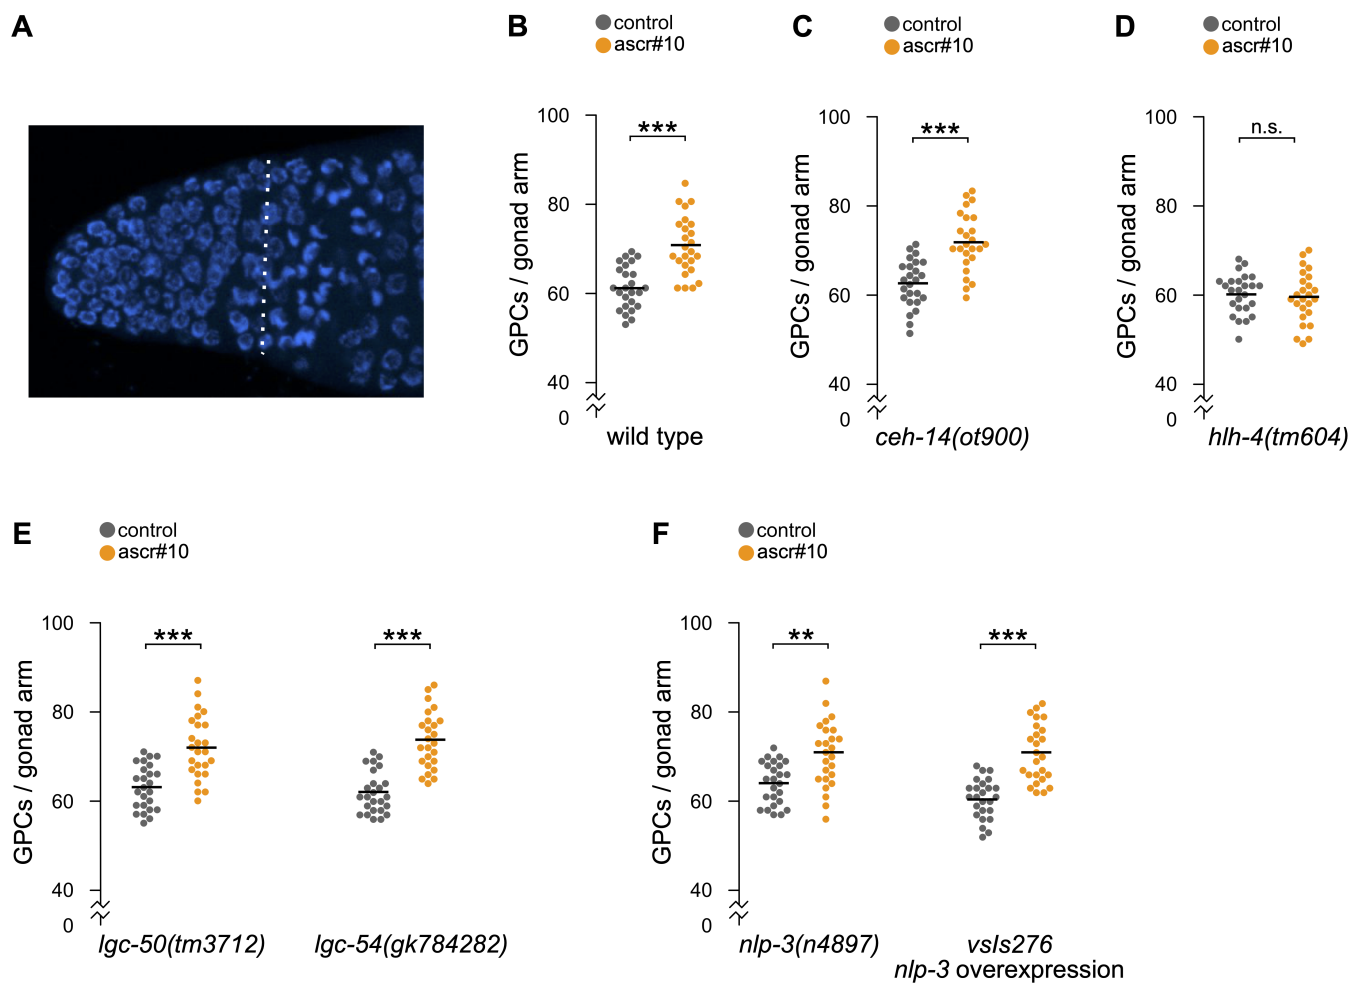 A
B
control
ascr#10
C
control
ascr#10
D
control
ascr#10
100
80
60
40
0
GPCs / gonad arm
***
wild type
100
80
60
40
0
GPCs / gonad arm
***
ceh-14(ot900)
100
80
60
40
0
GPCs / gonad arm
n.s.
hlh-4(tm604)
E
control
ascr#10
100
80
60
40
0
GPCs / gonad arm
***
***
lgc-50(tm3712)
lgc-54(gk784282)
F
control
ascr#10
100
80
60
40
0
GPCs / gonad arm
**
***
nlp-3(n4897)
vsIs276
nlp-3 overexpression